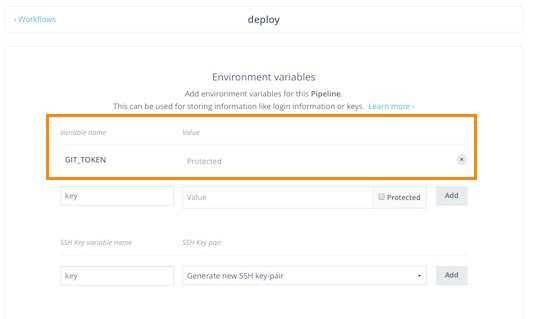 ‹ Workflows
deploy
Environment variables
Add environment variables for this Pipeline.
This can be used for storing information like login information or keys. Learn more ›
Variable name Value
GIT_TOKEN Protected ×
key Value Protected Add
SSH Key variable name SSH Key pair
key Generate new SSH key-pair Add